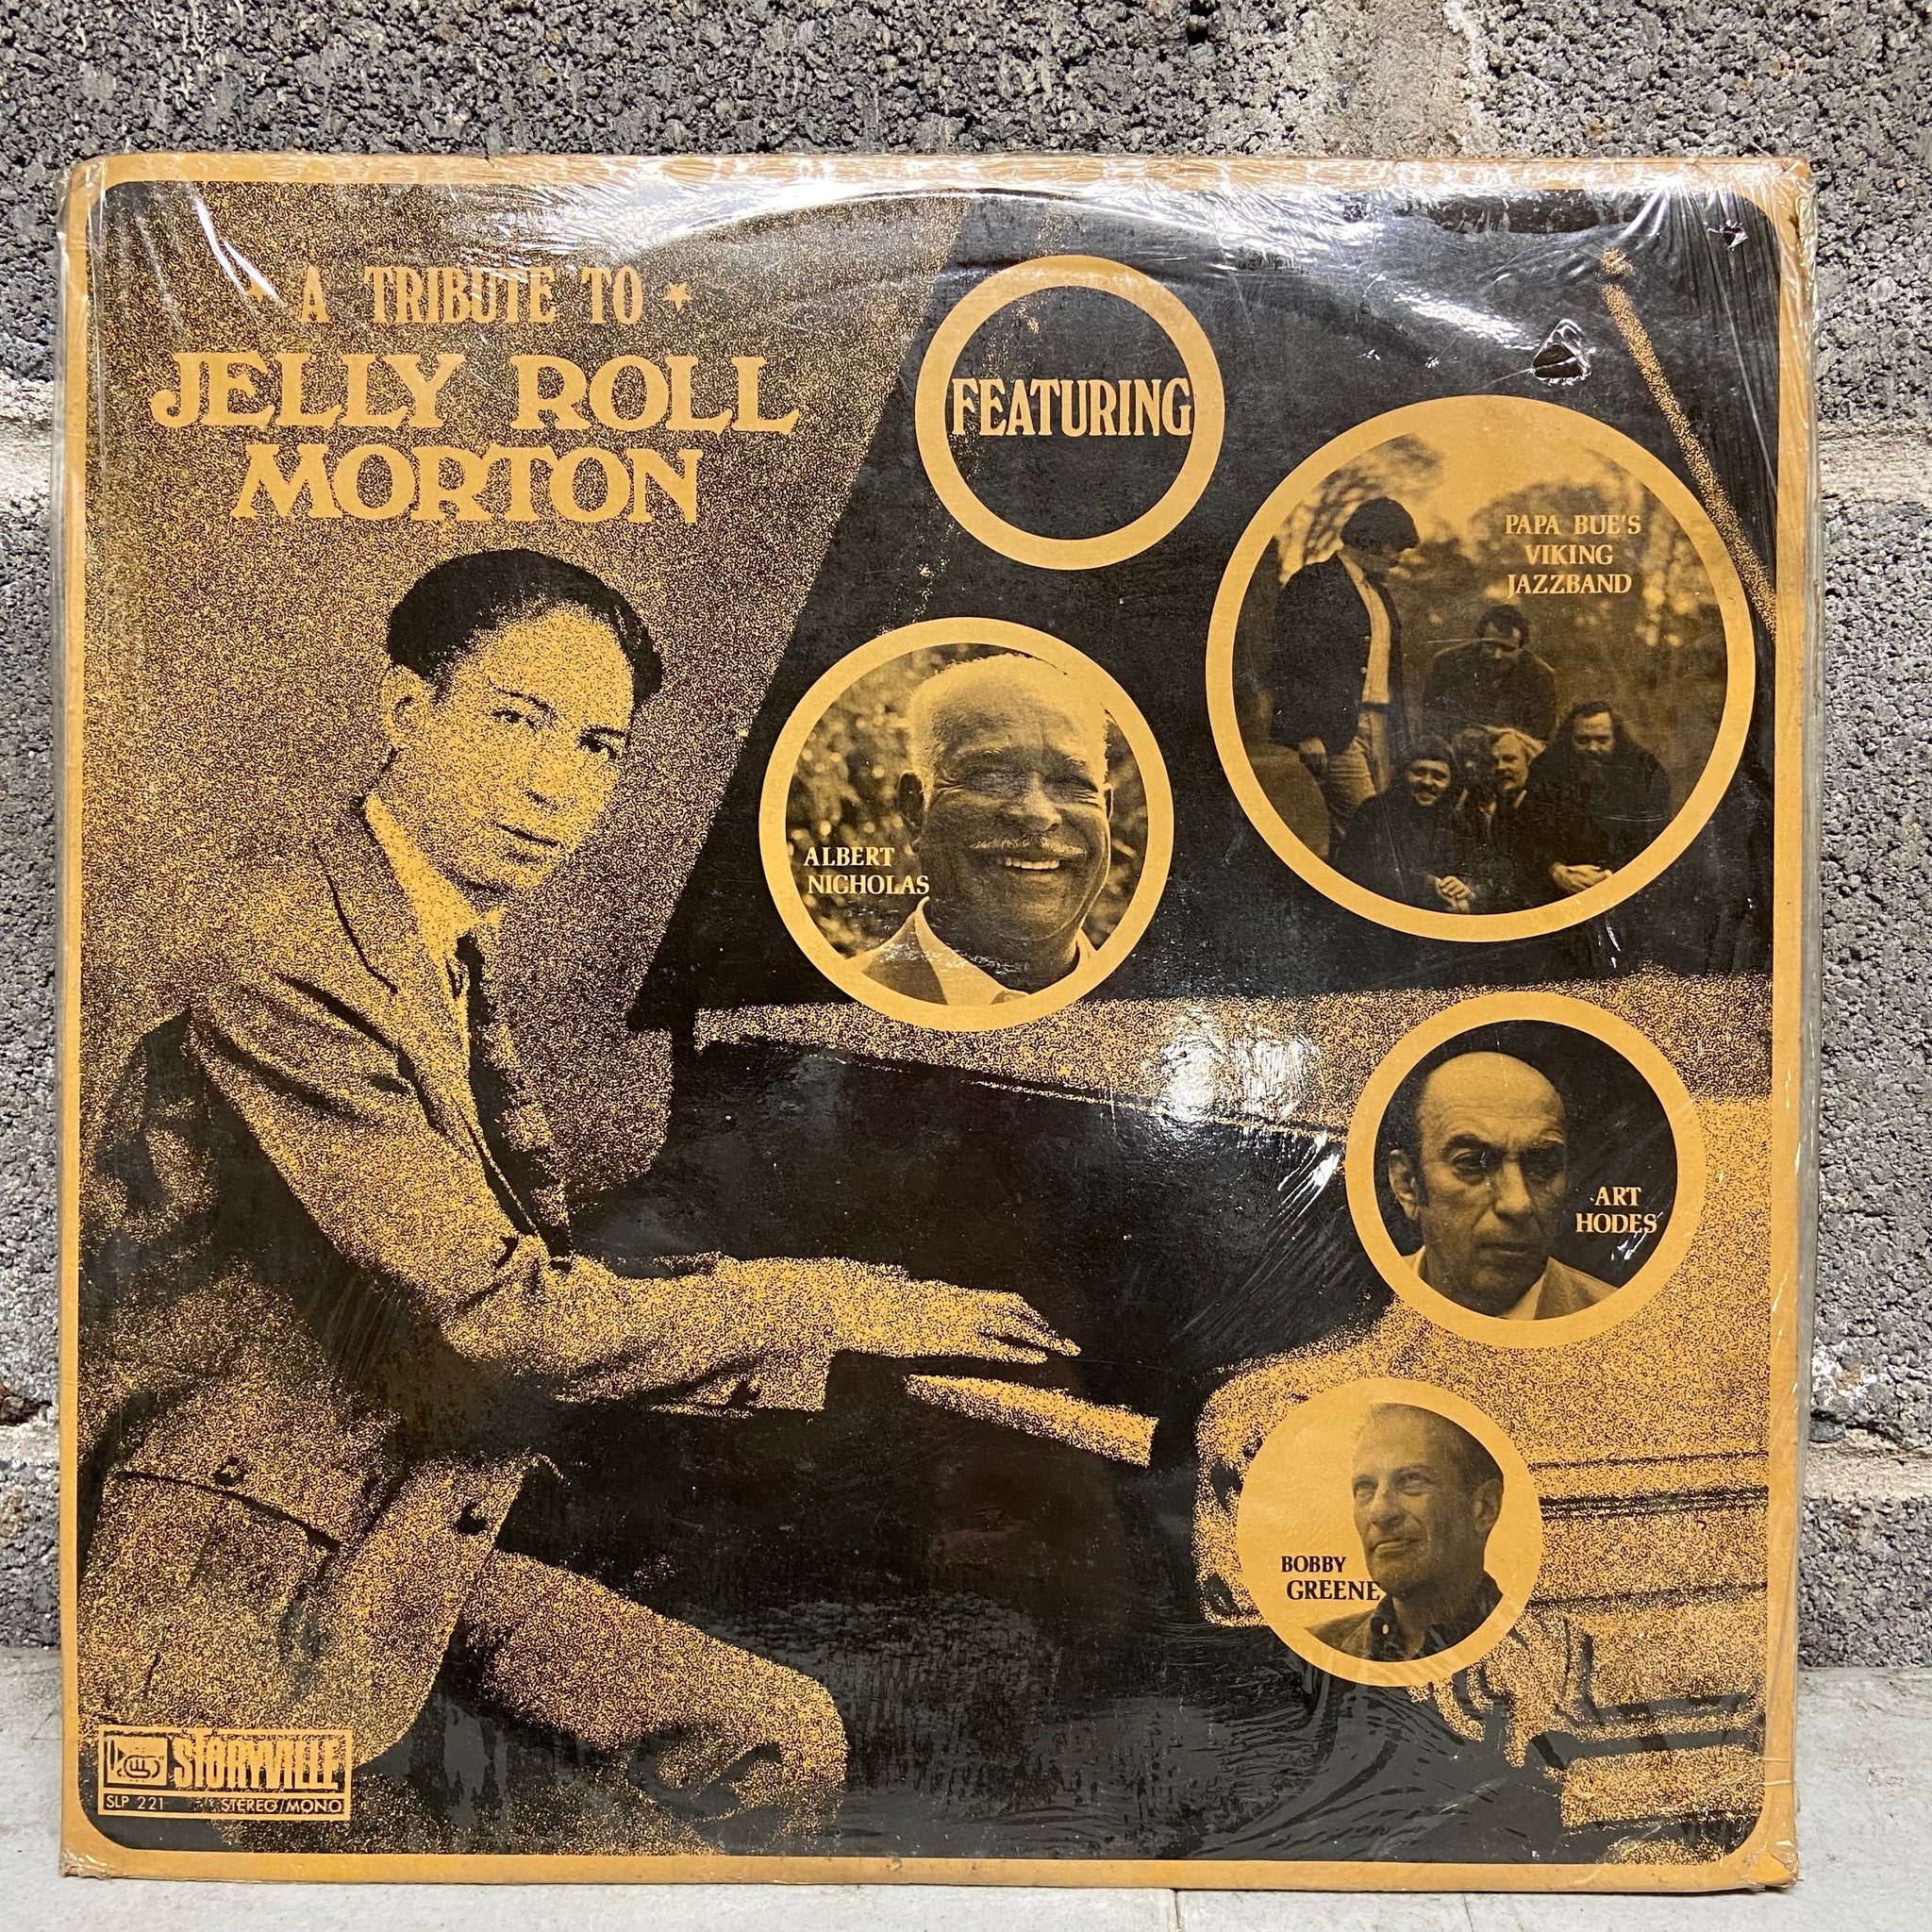 A TRIBUTE TO
JELLY ROLL
MORTON
FEATURING
PAPA BUE'S
VIKING
JAZZBAND
ALBERT
NICHOLAS
ART
HODES
BOBBY
GREENE
STORYVILLE
SLP 221 STEREO/MONO